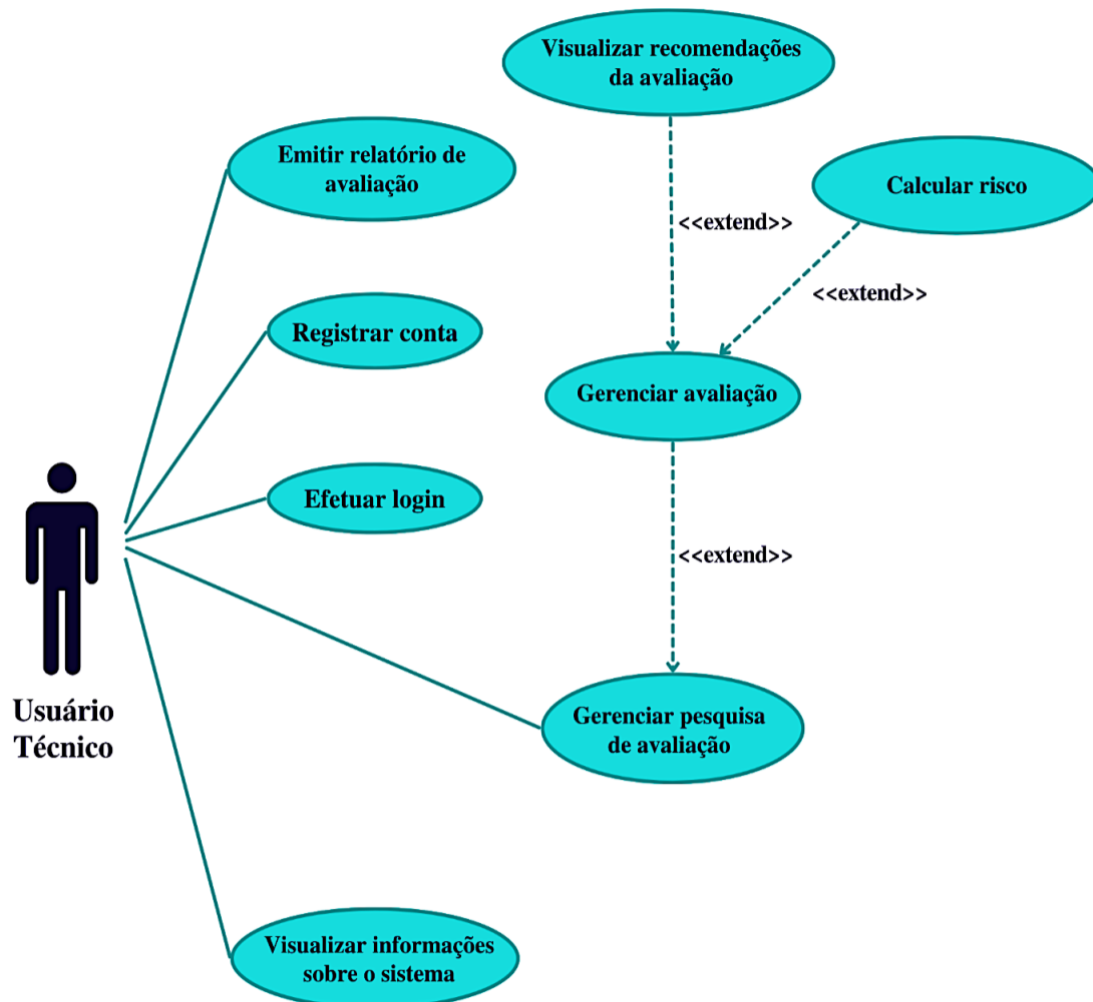 Visualizar recomendações
da avaliação
Emitir relatório de
avaliação
Calcular risco
<<extend>>
<<extend>>
Registrar conta
Gerenciar avaliação
Efetuar login
<<extend>>
Usuário
Técnico
Gerenciar pesquisa
de avaliação
Visualizar informações
sobre o sistema